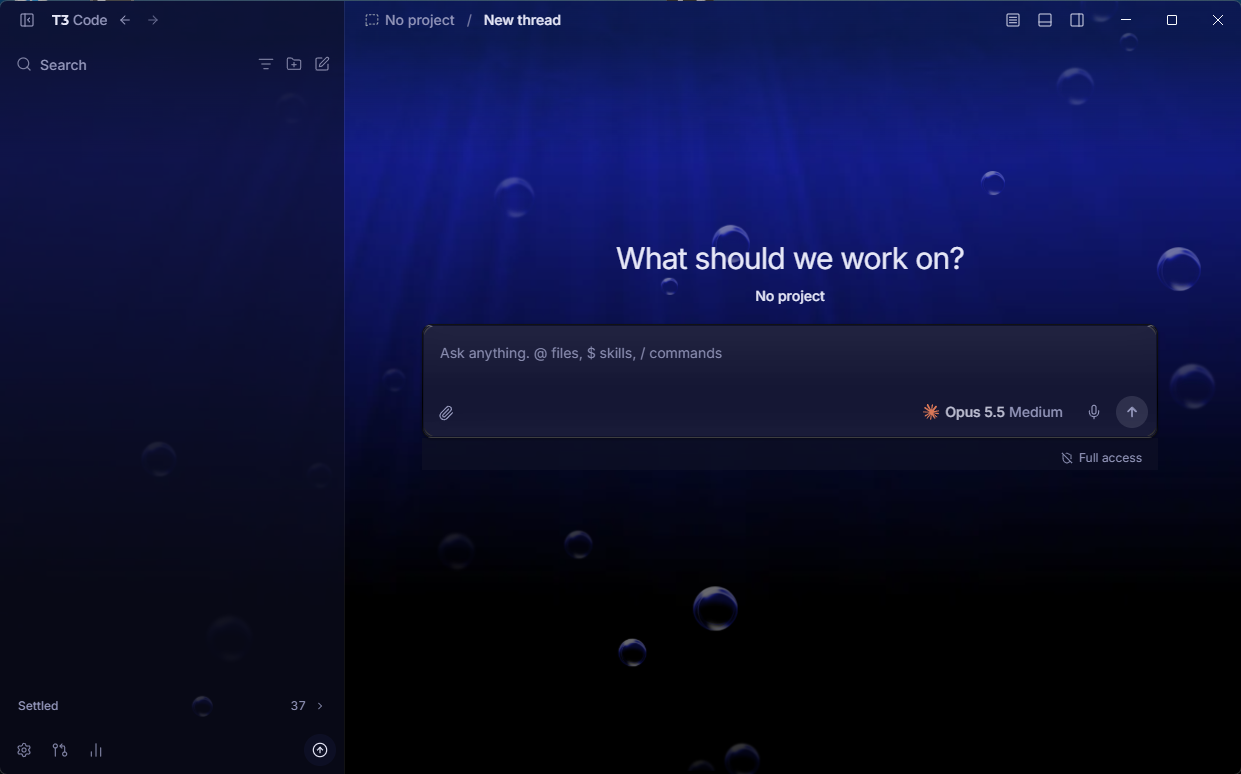 T3 Code
Search
Settled
37
No project / New thread
What should we work on?
No project
Ask anything. @ files, $ skills, / commands
Opus 5.5 Medium
Full access